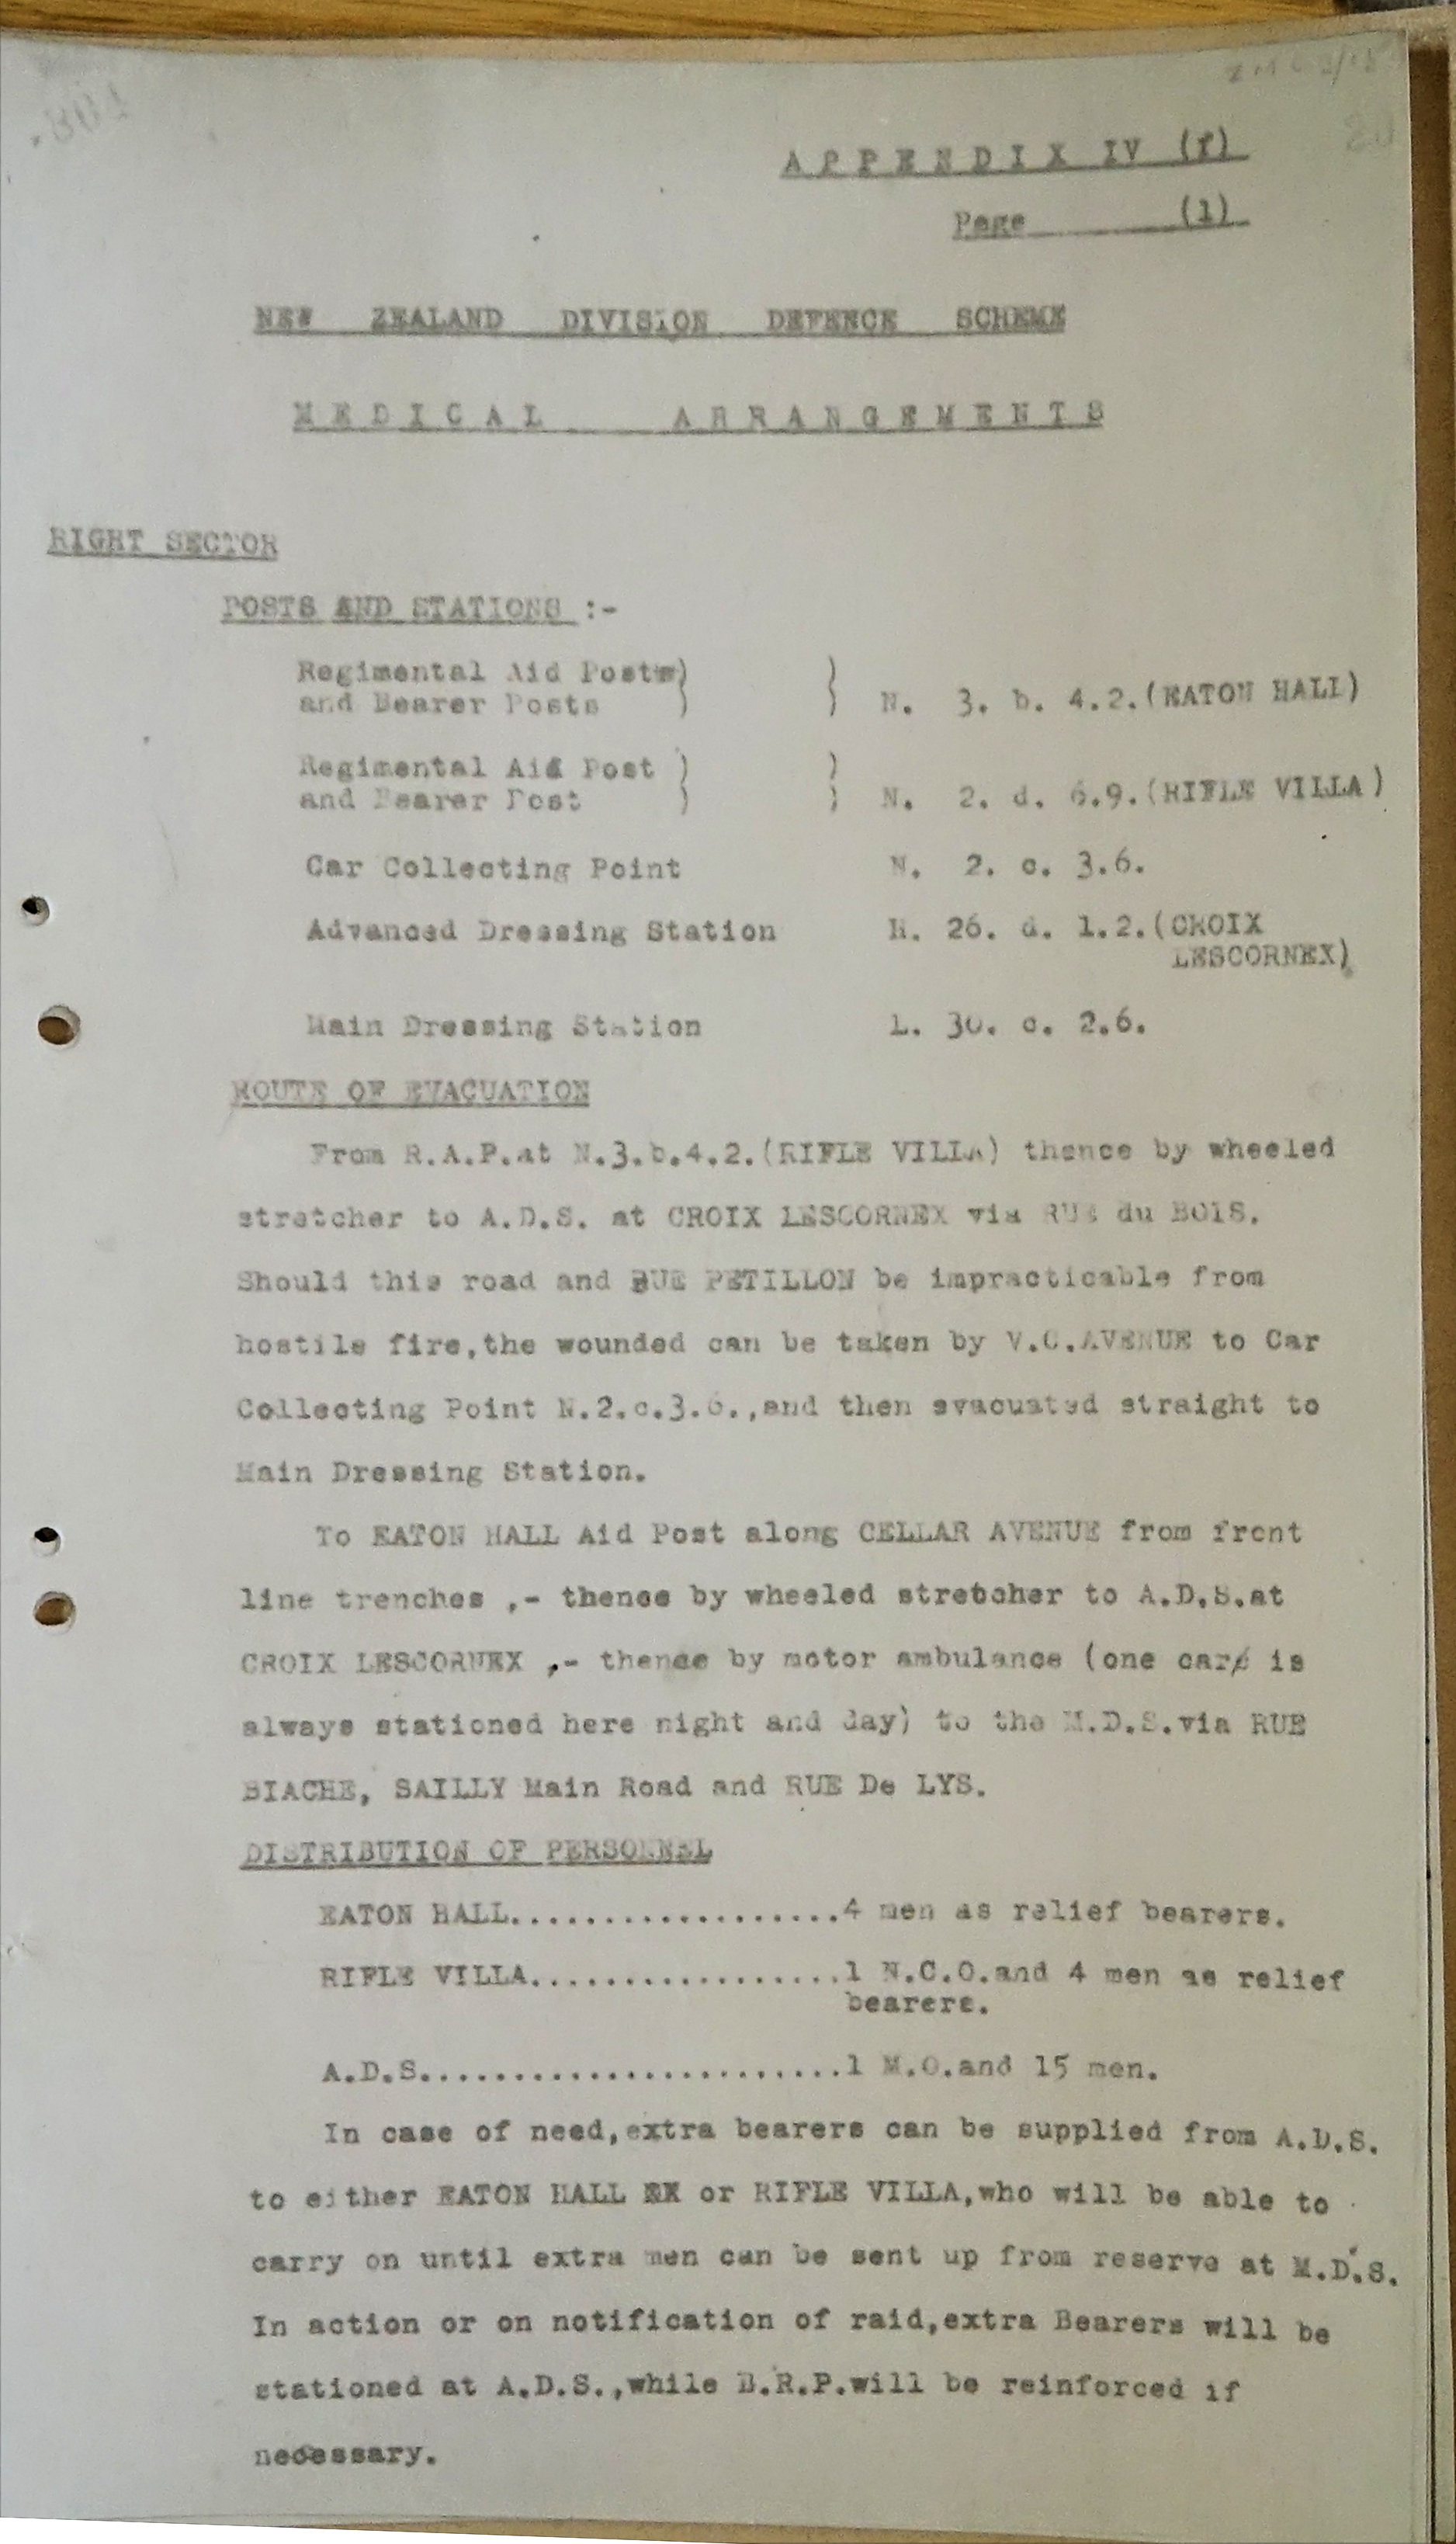 APPENDIX IV (f)
Page (1)
NEW ZEALAND DIVISION DEFENCE SCHEME
MEDICAL ARRANGEMENTS
RIGHT SECTOR
POSTS AND STATIONS :-
Regimental Aid Posts)
and Bearer Posts ) ) N. 3. b. 4.2.(EATON HALL)
Regimental Aid Post )
and Bearer Post ) ) N. 2. d. 6.9.(RIFLE VILLA)
Car Collecting Point N. 2. c. 3.6.
Advanced Dressing Station H. 26. d. 1.2.(CROIX
LESCORNEX)
Main Dressing Station L. 30. c. 2.6.
ROUTE OF EVACUATION
From R.A.P.at N.3.b.4.2.(RIFLE VILLA) thence by wheeled
stretcher to A.D.S. at CROIX LESCORNEX via RUE du BOIS.
Should this road and RUE PETILLON be impracticable from
hostile fire,the wounded can be taken by V.C.AVENUE to Car
Collecting Point N.2.c.3.6.,and then evacuated straight to
Main Dressing Station.
To EATON HALL Aid Post along CELLAR AVENUE from front
line trenches ,- thence by wheeled stretcher to A.D.S.at
CROIX LESCORNEX ,- thence by motor ambulance (one car is
always stationed here night and day) to the M.D.S.via RUE
BIACHE, SAILLY Main Road and RUE De LYS.
DISTRIBUTION OF PERSONNEL
EATON HALL...................4 men as relief bearers.
RIFLE VILLA..................1 N.C.O.and 4 men as relief
bearers.
A.D.S........................1 M.O.and 15 men.
In case of need,extra bearers can be supplied from A.D.S.
to either EATON HALL or RIFLE VILLA,who will be able to
carry on until extra men can be sent up from reserve at M.D.S.
In action or on notification of raid,extra Bearers will be
stationed at A.D.S.,while B.R.P.will be reinforced if
necessary.